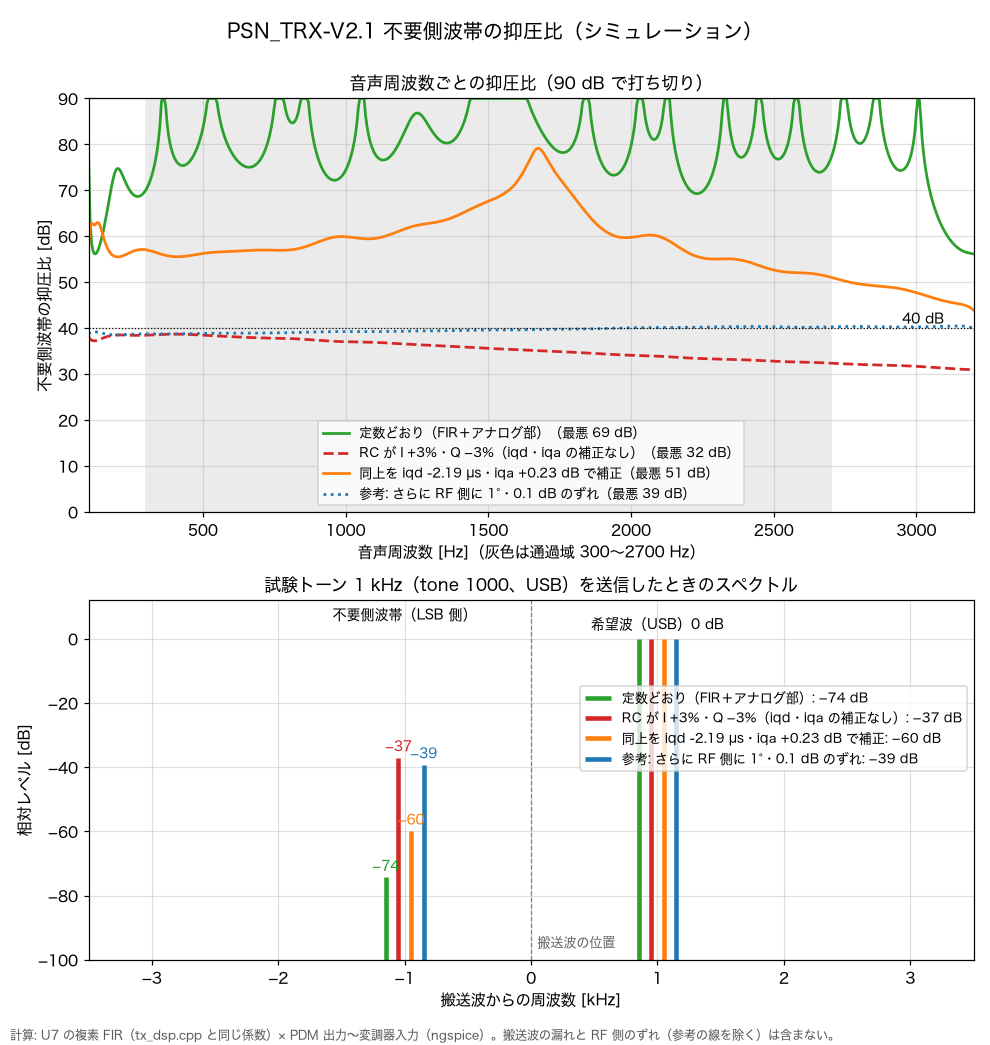 PSN_TRX-V2.1 不要側波帯の抑圧比（シミュレーション）
音声周波数ごとの抑圧比（90 dB で打ち切り）
90
80
70
60
50
40
30
20
10
0
不要側波帯の抑圧比 [dB]
40 dB
定数どおり（FIR＋アナログ部）（最悪 69 dB）
RC が I +3%・Q −3%（iqd・iqa の補正なし）（最悪 32 dB）
同上を iqd -2.19 µs・iqa +0.23 dB で補正（最悪 51 dB）
参考: さらに RF 側に 1°・0.1 dB のずれ（最悪 39 dB）
500
1000
1500
2000
2500
3000
音声周波数 [Hz]（灰色は通過域 300〜2700 Hz）
試験トーン 1 kHz（tone 1000、USB）を送信したときのスペクトル
不要側波帯（LSB 側）
希望波（USB）0 dB
0
−20
−40
−60
−80
−100
相対レベル [dB]
定数どおり（FIR＋アナログ部）: −74 dB
RC が I +3%・Q −3%（iqd・iqa の補正なし）: −37 dB
同上を iqd -2.19 µs・iqa +0.23 dB で補正: −60 dB
参考: さらに RF 側に 1°・0.1 dB のずれ: −39 dB
−37
−39
−60
−74
搬送波の位置
−3
−2
−1
0
1
2
3
搬送波からの周波数 [kHz]
計算: U7 の複素 FIR（tx_dsp.cpp と同じ係数）× PDM 出力〜変調器入力（ngspice）。搬送波の漏れと RF 側のずれ（参考の線を除く）は含まない。